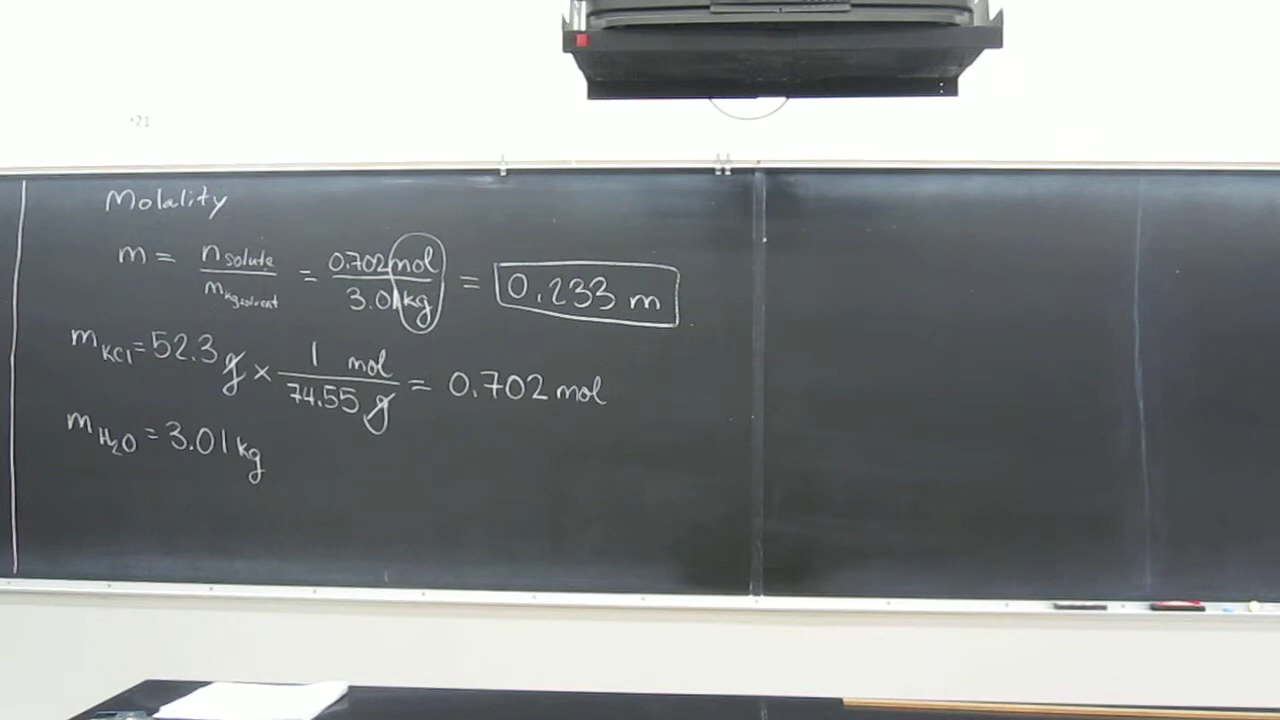 Molality
m = n solute / m kg solvent = 0.702 mol / 3.01 kg = 0.233 m
m KCl = 52.3 g × 1 mol / 74.55 g = 0.702 mol
m H₂O = 3.01 kg